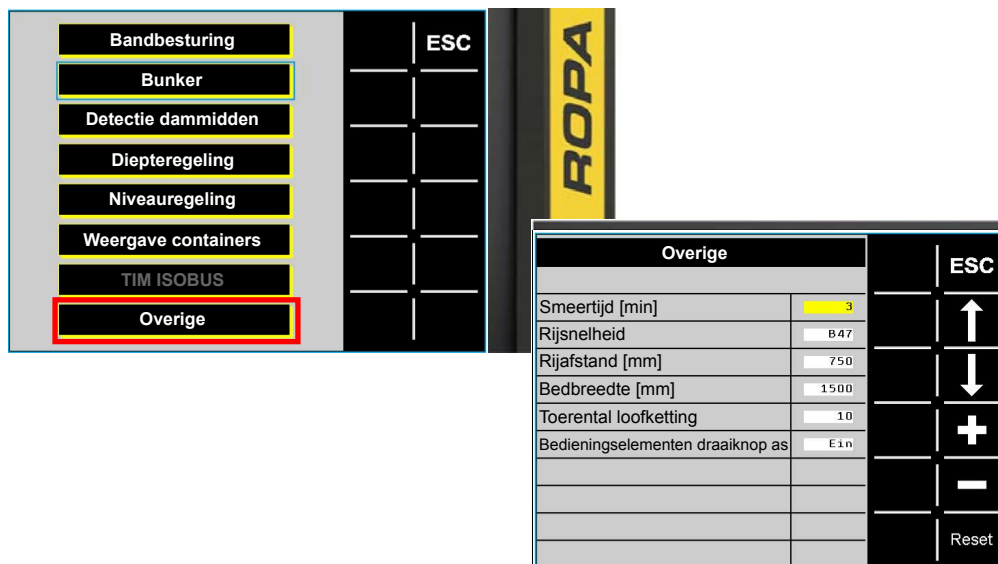 Bandbesturing
ESC
Bunker
Detectie dammidden
Diepteregeling
Niveauregeling
Weergave containers
TIM ISOBUS
Overige
ROPA
Overige
ESC
Smeertijd [min] 3
Rijsnelheid B47
Rijafstand [mm] 750
Bedbreedte [mm] 1500
Toerental loofketting 10
Bedieningselementen draaiknop as Ein
Reset